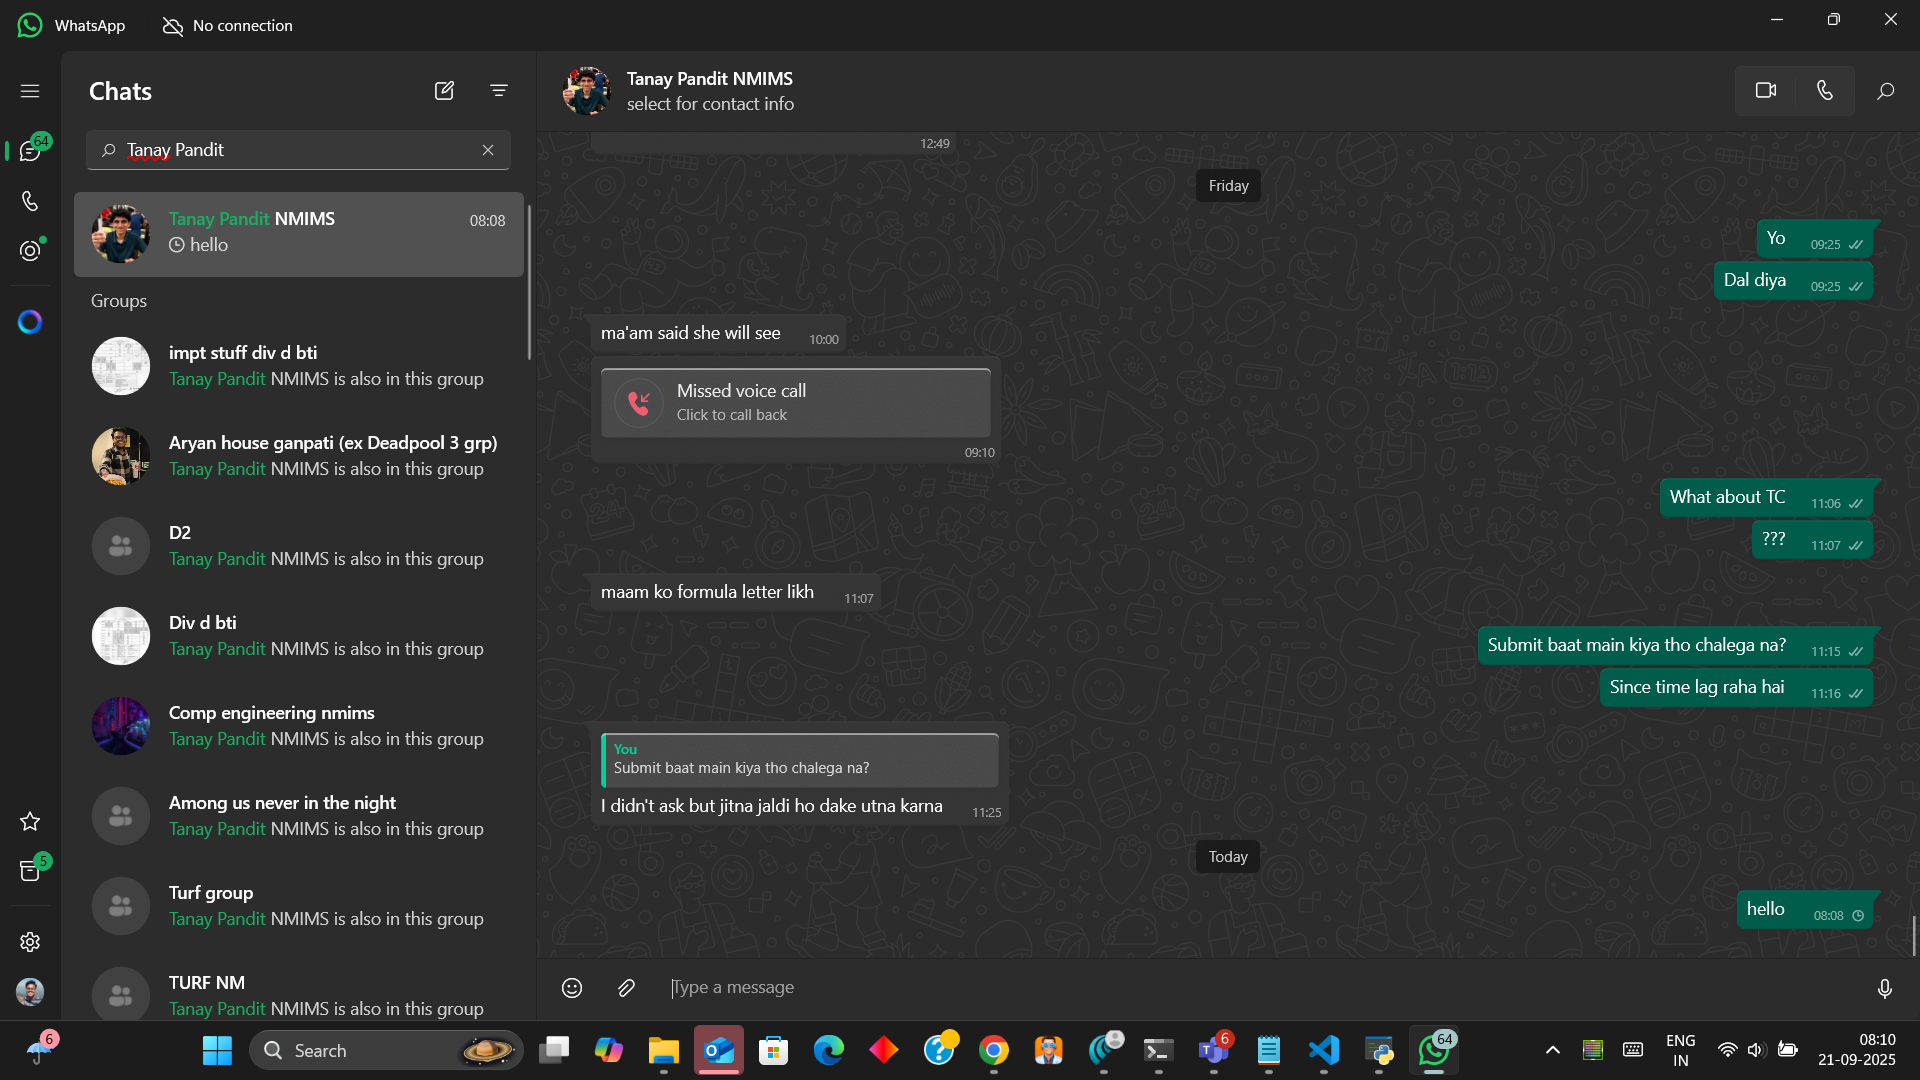 WhatsApp
No connection
Chats
Tanay Pandit
Tanay Pandit NMIMS
08:08
hello
Groups
impt stuff div d bti
Tanay Pandit NMIMS is also in this group
Aryan house ganpati (ex Deadpool 3 grp)
Tanay Pandit NMIMS is also in this group
D2
Tanay Pandit NMIMS is also in this group
Div d bti
Tanay Pandit NMIMS is also in this group
Comp engineering nmims
Tanay Pandit NMIMS is also in this group
Among us never in the night
Tanay Pandit NMIMS is also in this group
Turf group
Tanay Pandit NMIMS is also in this group
TURF NM
Tanay Pandit NMIMS is also in this group
64
5
Tanay Pandit NMIMS
select for contact info
12:49
Friday
Yo 09:25
Dal diya 09:25
ma'am said she will see 10:00
Missed voice call
Click to call back
09:10
What about TC 11:06
??? 11:07
maam ko formula letter likh 11:07
Submit baat main kiya tho chalega na? 11:15
Since time lag raha hai 11:16
You
Submit baat main kiya tho chalega na?
I didn't ask but jitna jaldi ho dake utna karna 11:25
Today
hello 08:08
Type a message
6
Search
6
64
ENG
IN
08:10
21-09-2025